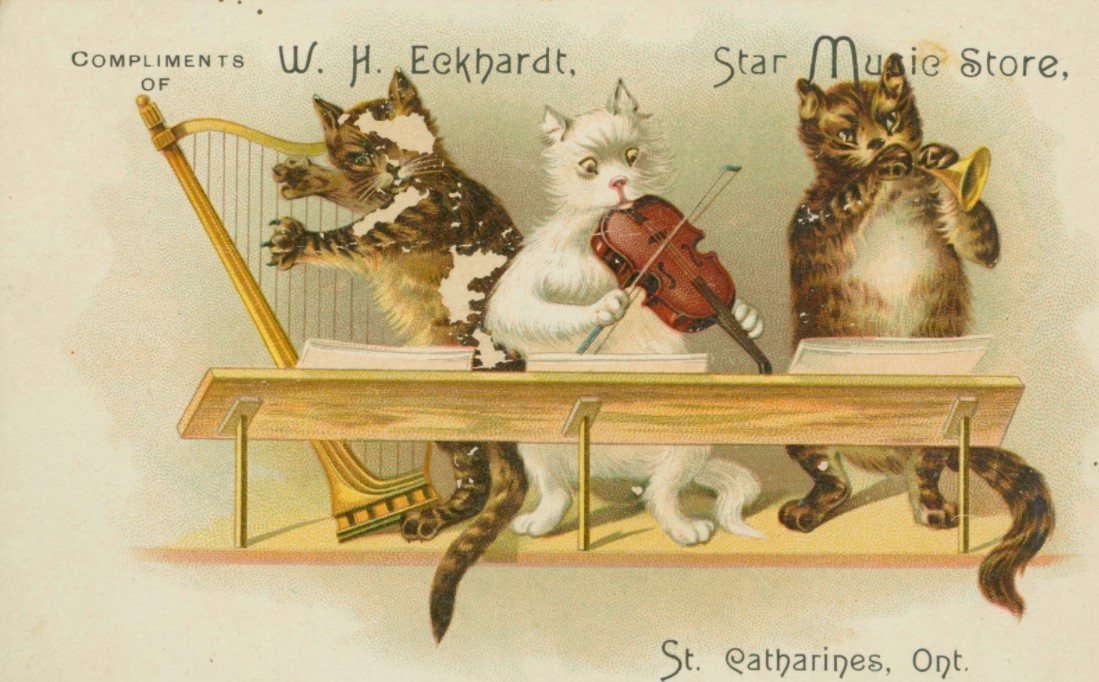 COMPLIMENTS OF W. H. Eckhardt, Star Music Store,
St. Catharines, Ont.